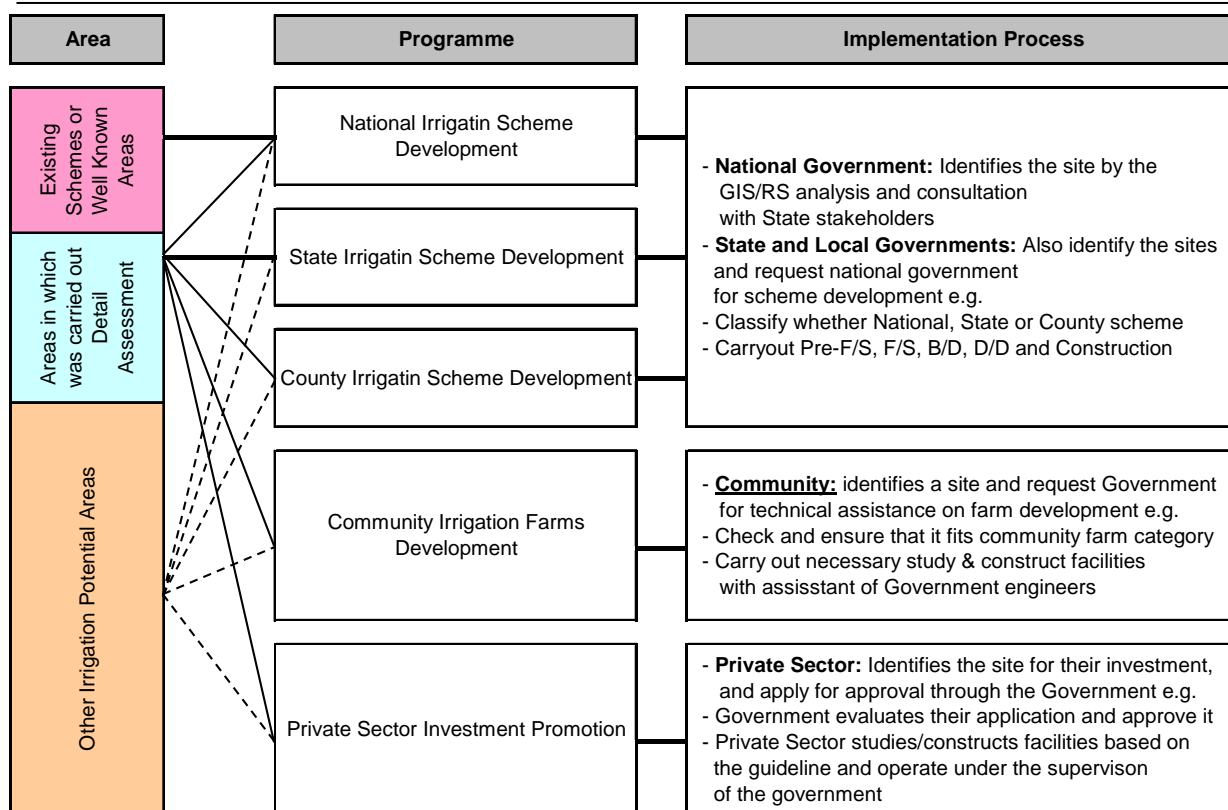 Area
Programme
Implementation Process
Existing
Schemes or
Well Known
Areas
Areas in which
was carried out
Detail
Assessment
Other Irrigation Potential Areas
National Irrigatin Scheme
Development
State Irrigatin Scheme Development
County Irrigatin Scheme Development
Community Irrigation Farms
Development
Private Sector Investment Promotion
- National Government: Identifies the site by the
GIS/RS analysis and consultation
with State stakeholders
- State and Local Governments: Also identify the sites
and request national government
for scheme development e.g.
- Classify whether National, State or County scheme
- Carryout Pre-F/S, F/S, B/D, D/D and Construction
- Community: identifies a site and request Government
for technical assistance on farm development e.g.
- Check and ensure that it fits community farm category
- Carry out necessary study & construct facilities
with assisstant of Government engineers
- Private Sector: Identifies the site for their investment,
and apply for approval through the Government e.g.
- Government evaluates their application and approve it
- Private Sector studies/constructs facilities based on
the guideline and operate under the supervison
of the government